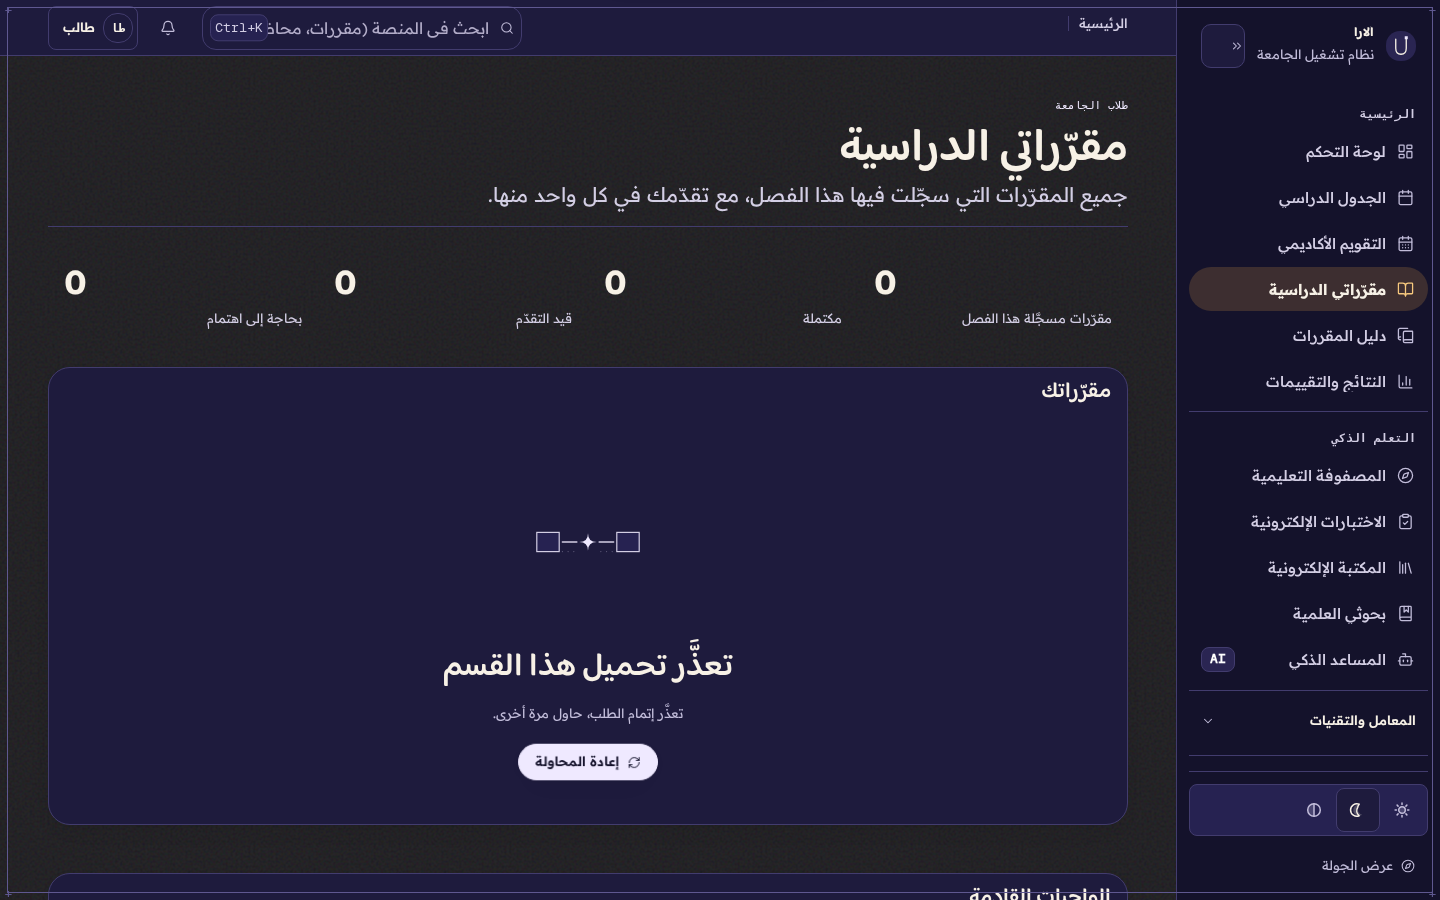 الارا
نظام تشغيل الجامعة
الرئيسية
لوحة التحكم
الجدول الدراسي
التقويم الأكاديمي
مقرّراتي الدراسية
دليل المقررات
النتائج والتقييمات
التعلم الذكي
المصفوفة التعليمية
الاختبارات الإلكترونية
المكتبة الإلكترونية
بحوثي العلمية
المساعد الذكي AI
المعامل والتقنيات
عرض الجولة
الرئيسية
ابحث في المنصة (مقررات، محاض Ctrl+K
طا طالب
طلاب الجامعة
مقرّراتي الدراسية
جميع المقرّرات التي سجّلت فيها هذا الفصل، مع تقدّمك في كل واحد منها.
0 0 0 0
مقرّرات مسجَّلة هذا الفصل
مكتملة
قيد التقدّم
بحاجة إلى اهتمام
مقرّراتك
تعذَّر تحميل هذا القسم
تعذَّر إتمام الطلب، حاول مرة أخرى.
إعادة المحاولة
الواجبات القادمة